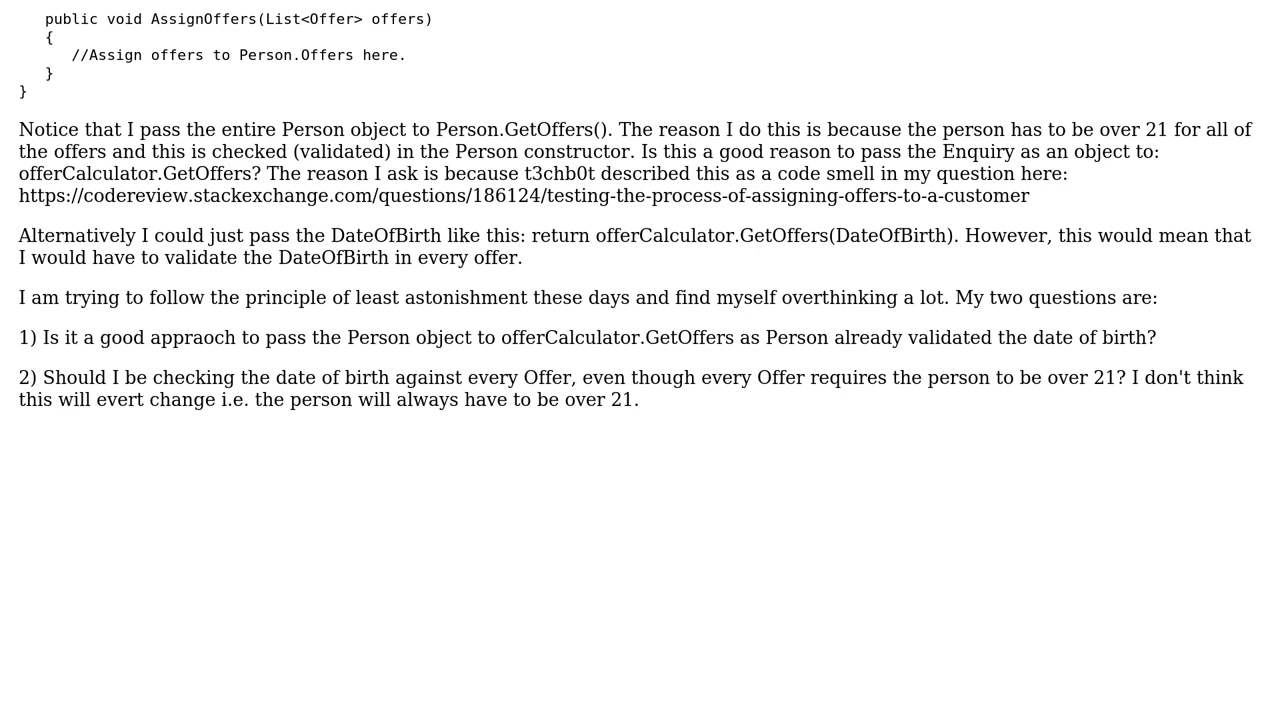 public void AssignOffers(List<Offer> offers)
{
//Assign offers to Person.Offers here.
}
}
Notice that I pass the entire Person object to Person.GetOffers(). The reason I do this is because the person has to be over 21 for all of
the offers and this is checked (validated) in the Person constructor. Is this a good reason to pass the Enquiry as an object to:
offerCalculator.GetOffers? The reason I ask is because t3chb0t described this as a code smell in my question here:
https://codereview.stackexchange.com/questions/186124/testing-the-process-of-assigning-offers-to-a-customer
Alternatively I could just pass the DateOfBirth like this: return offerCalculator.GetOffers(DateOfBirth). However, this would mean that
I would have to validate the DateOfBirth in every offer.
I am trying to follow the principle of least astonishment these days and find myself overthinking a lot. My two questions are:
1) Is it a good appraoch to pass the Person object to offerCalculator.GetOffers as Person already validated the date of birth?
2) Should I be checking the date of birth against every Offer, even though every Offer requires the person to be over 21? I don't think
this will evert change i.e. the person will always have to be over 21.